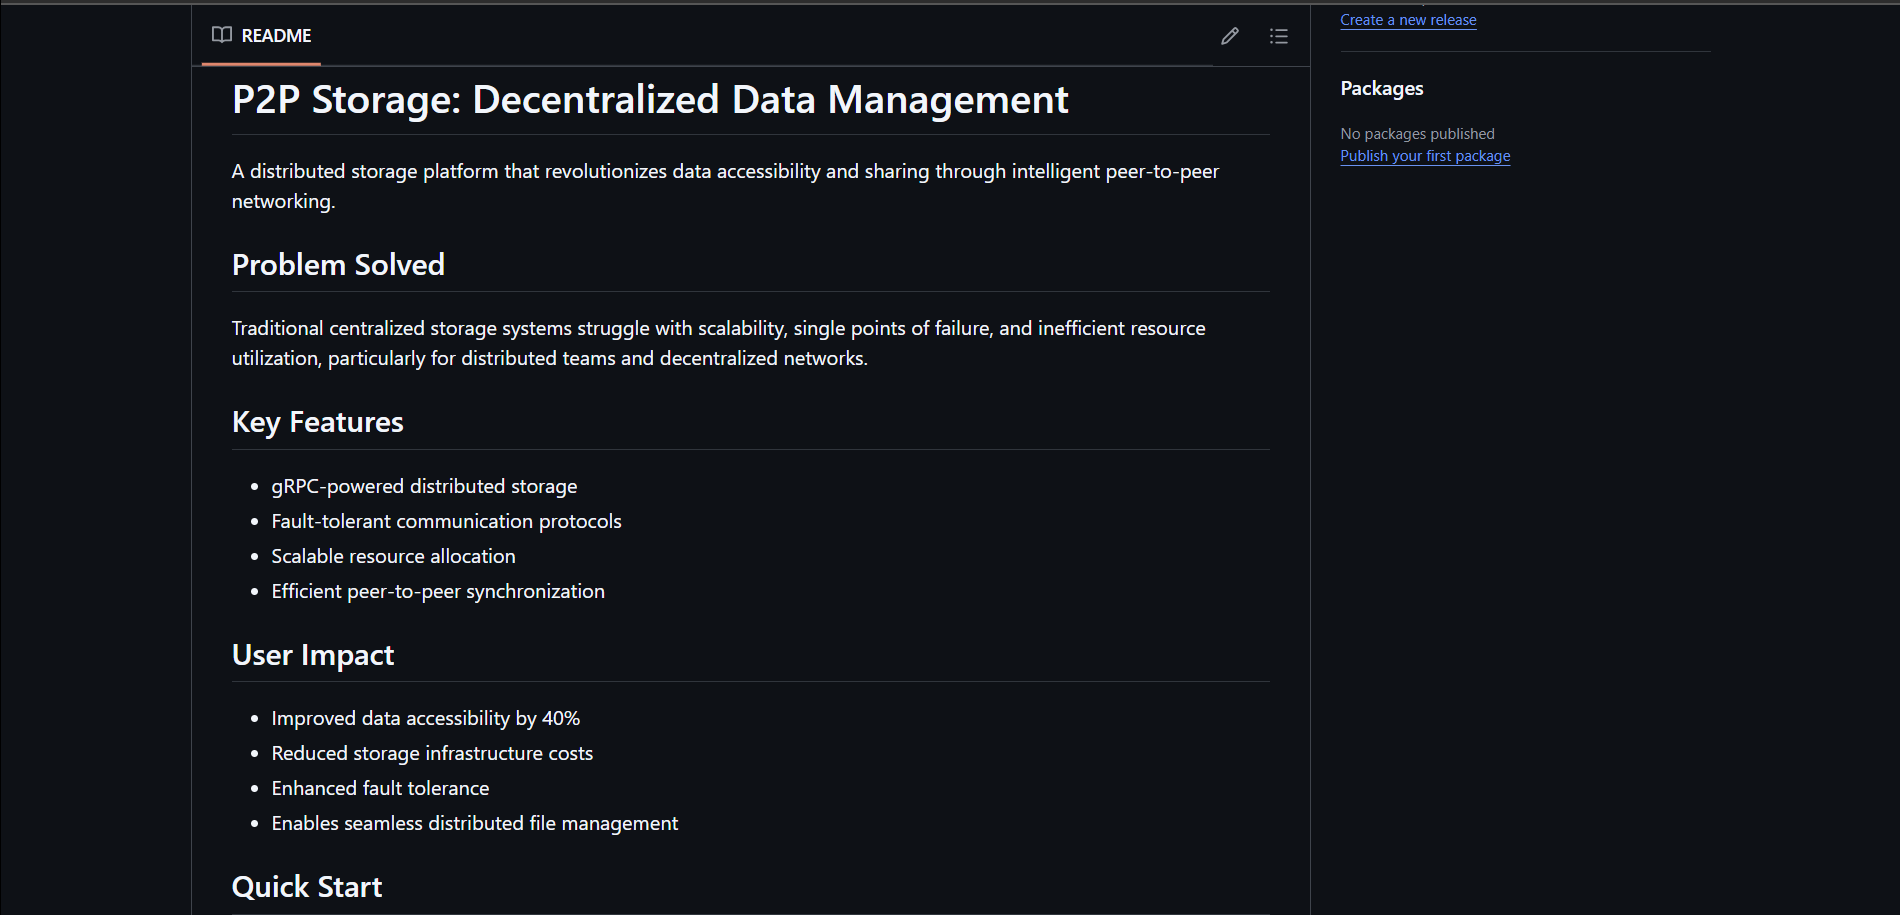 README
P2P Storage: Decentralized Data Management
A distributed storage platform that revolutionizes data accessibility and sharing through intelligent peer-to-peer
networking.
Problem Solved
Traditional centralized storage systems struggle with scalability, single points of failure, and inefficient resource
utilization, particularly for distributed teams and decentralized networks.
Key Features
• gRPC-powered distributed storage
• Fault-tolerant communication protocols
• Scalable resource allocation
• Efficient peer-to-peer synchronization
User Impact
• Improved data accessibility by 40%
• Reduced storage infrastructure costs
• Enhanced fault tolerance
• Enables seamless distributed file management
Quick Start
Create a new release
Packages
No packages published
Publish your first package